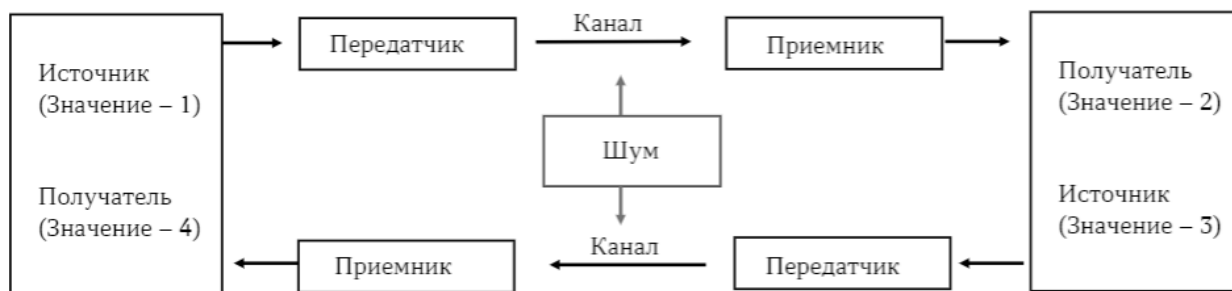 Источник
(Значение – 1)
Получатель
(Значение – 4)
Передатчик
Канал
Приемник
Шум
Приемник
Канал
Передатчик
Получатель
(Значение – 2)
Источник
(Значение – 3)